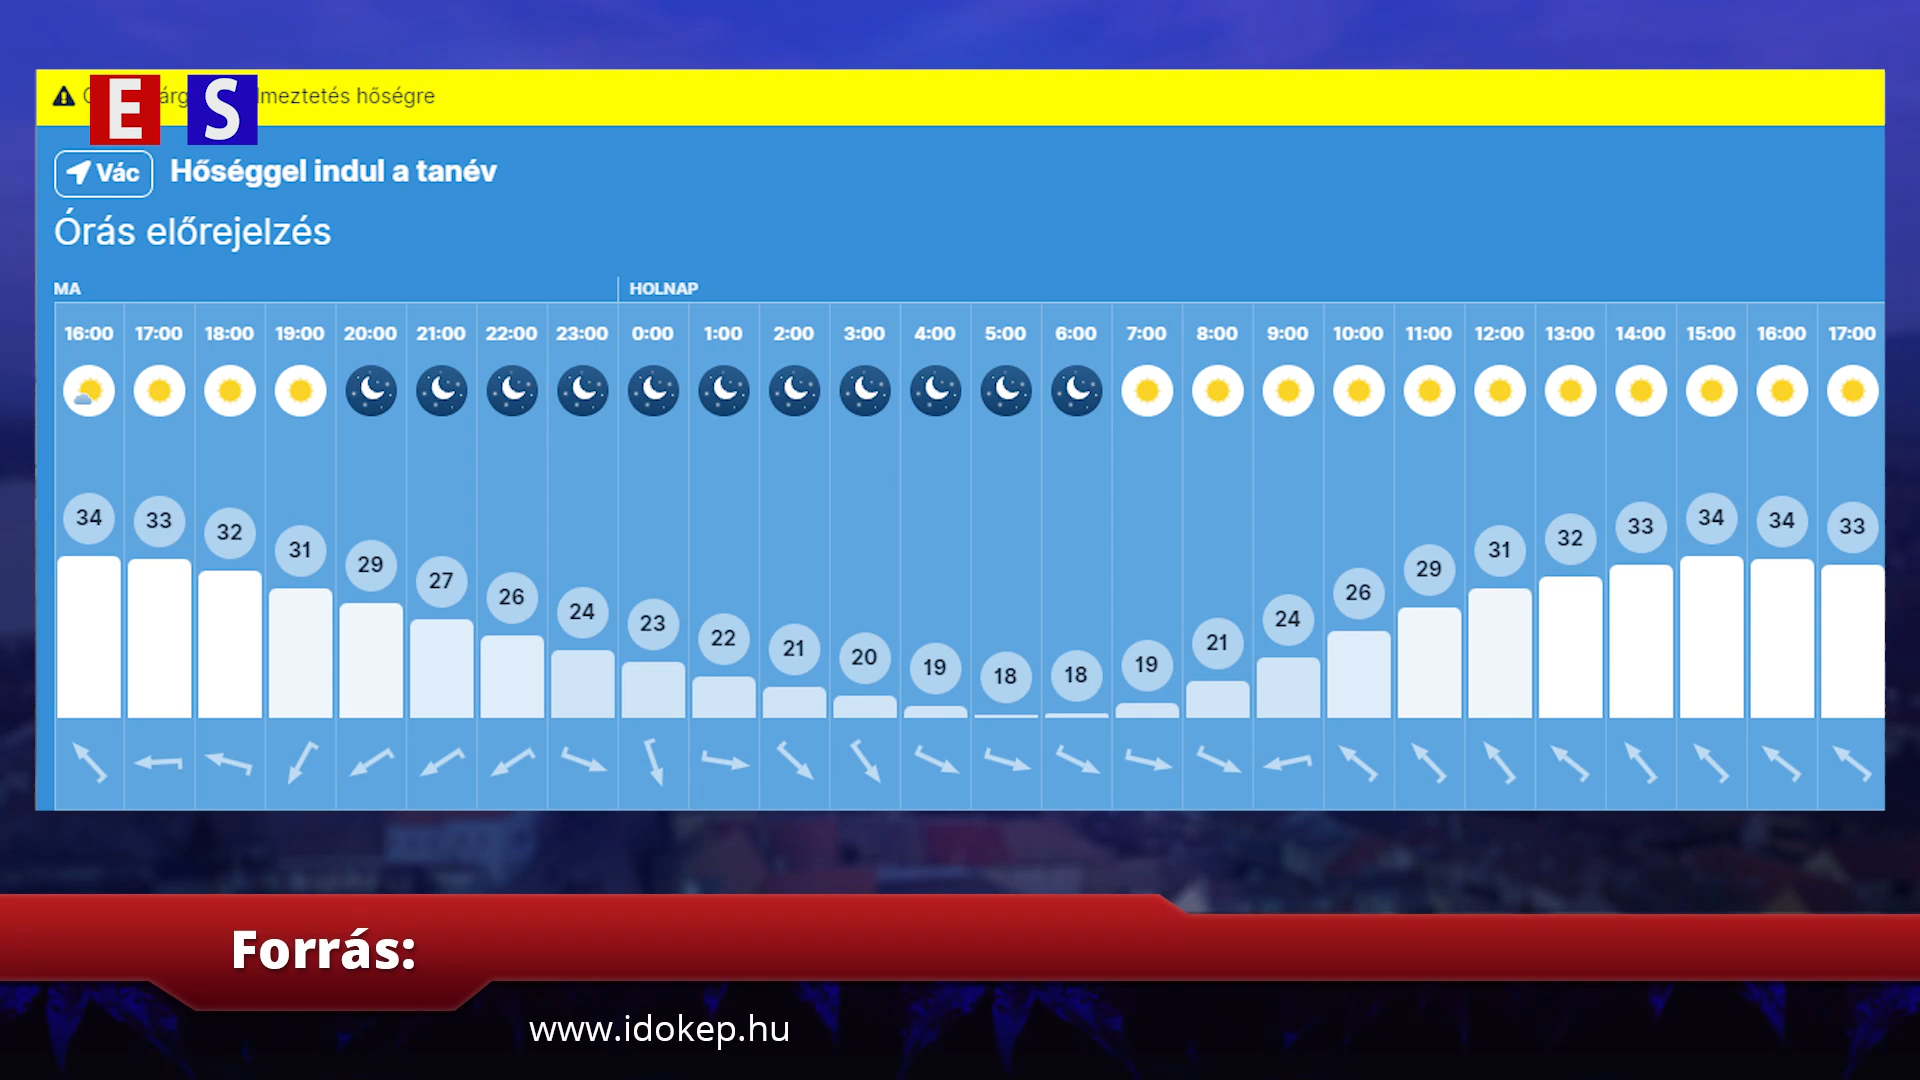 E S
hőségre
Vác Hőséggel indul a tanév
Órás előrejelzés
MA HOLNAP
16:00 17:00 18:00 19:00 20:00 21:00 22:00 23:00 0:00 1:00 2:00 3:00 4:00 5:00 6:00 7:00 8:00 9:00 10:00 11:00 12:00 13:00 14:00 15:00 16:00 17:00
34 33 32 31 29 27 26 24 23 22 21 20 19 18 18 19 21 24 26 29 31 32 33 34 34 33
Forrás:
www.idokep.hu